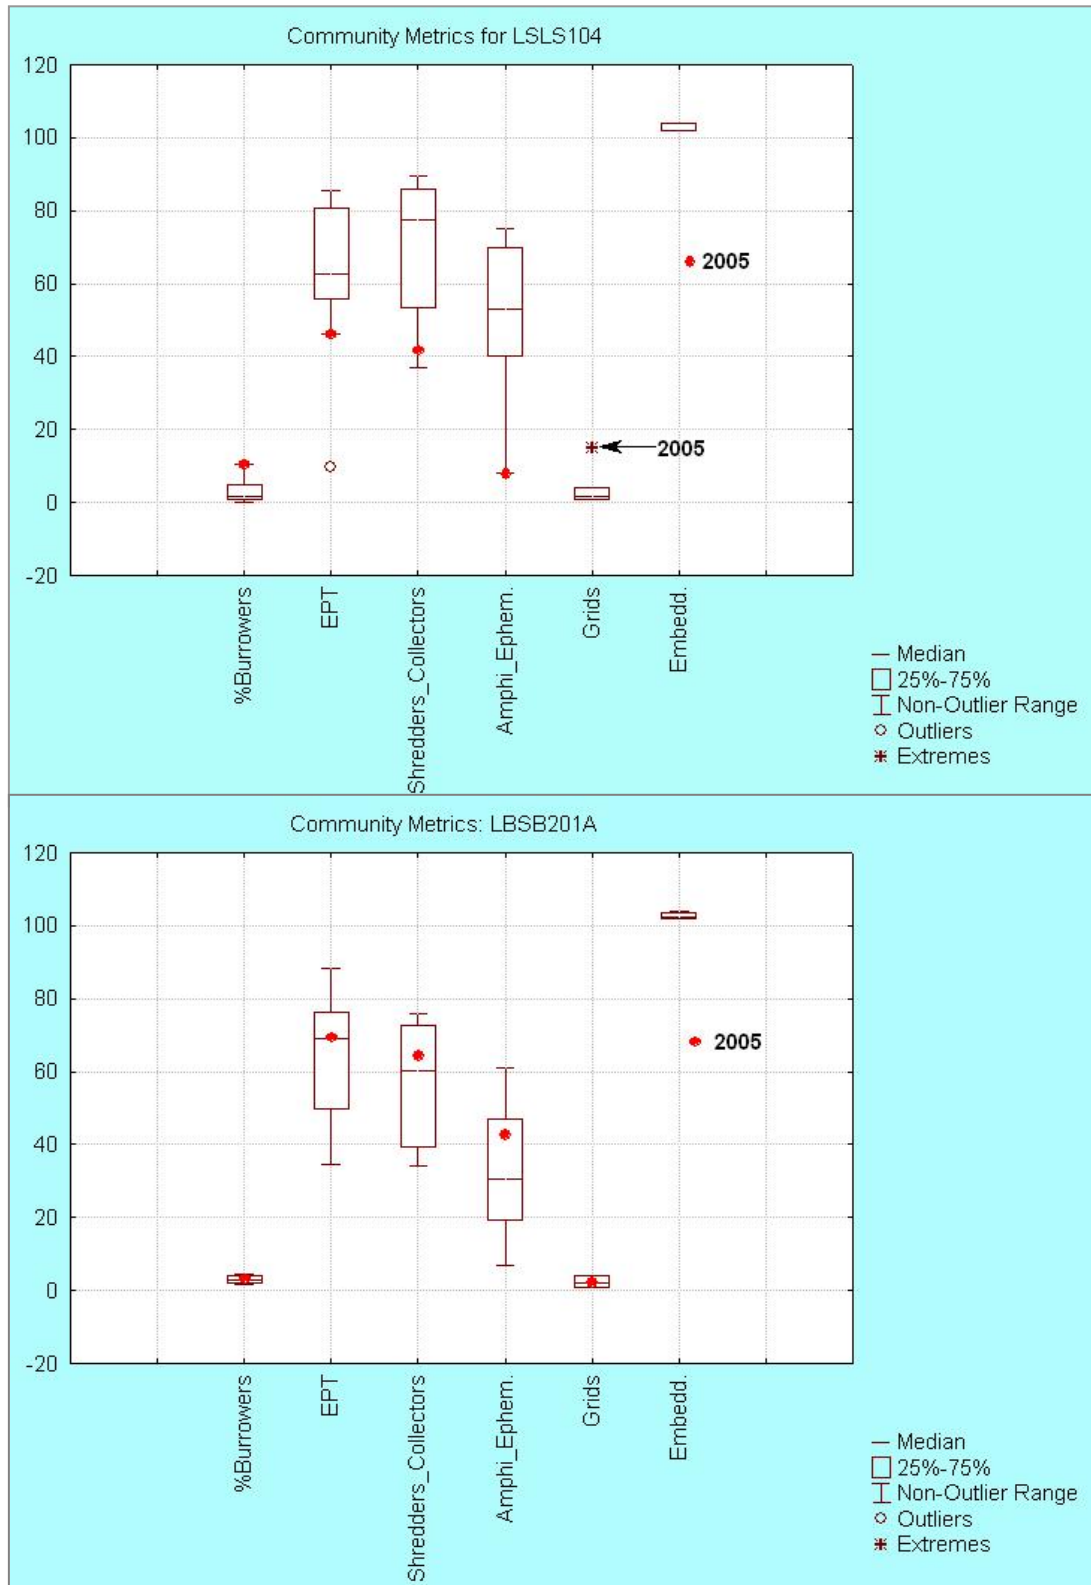 Community Metrics for LSLS104
120
100
80
60
40
20
0
-20
2005
2005
%Burrowers
EPT
Shredders_Collectors
Amphi_Ephem.
Grids
Embedd.
Median
25%-75%
Non-Outlier Range
Outliers
Extremes
Community Metrics: LBSB201A
120
100
80
60
40
20
0
-20
2005
%Burrowers
EPT
Shredders_Collectors
Amphi_Ephem.
Grids
Embedd.
Median
25%-75%
Non-Outlier Range
Outliers
Extremes